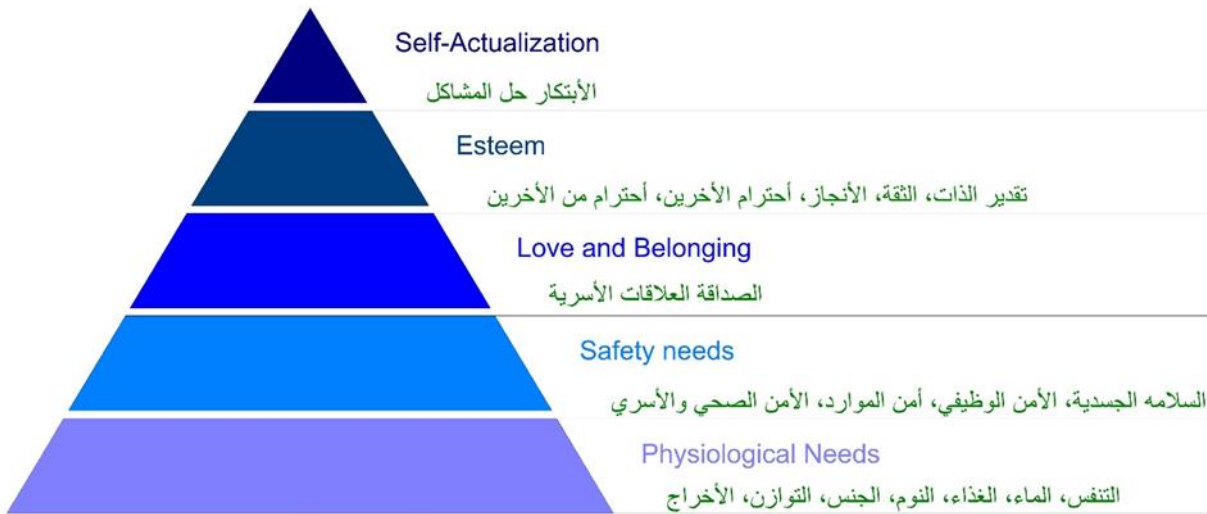 Self-Actualization
الأبتكار حل المشاكل
Esteem
تقدير الذات، الثقة، الأنجاز، أحترام الأخرين، أحترام من الأخرين
Love and Belonging
الصداقة العلاقات الأسرية
Safety needs
السلامه الجسدية، الأمن الوظيفي، أمن الموارد، الأمن الصحي والأسري
Physiological Needs
التنفس، الماء، الغذاء، النوم، الجنس، التوازن، الأخراج